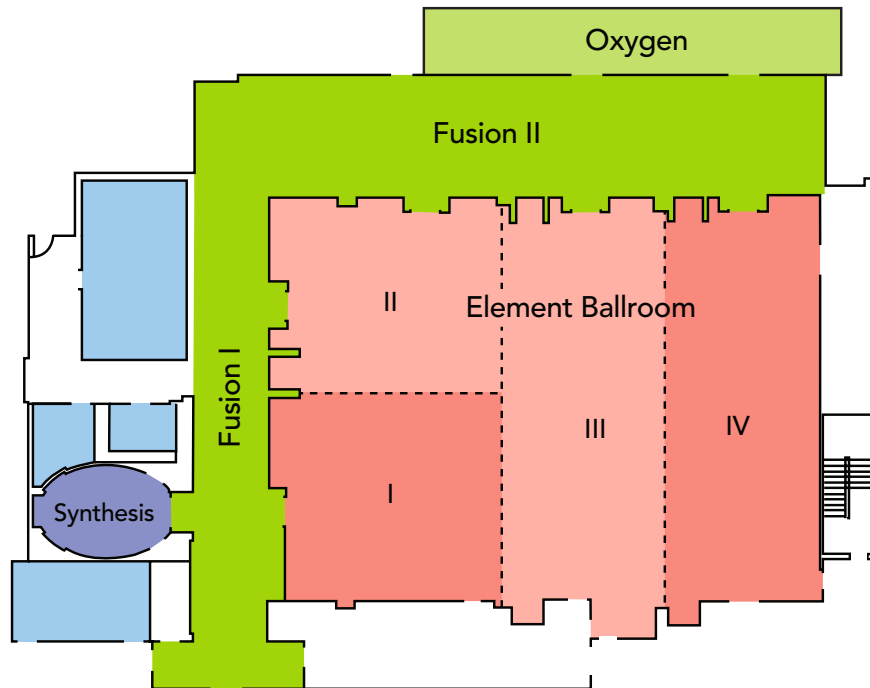 Oxygen
Fusion II
II
Element Ballroom
Fusion I
III
IV
I
Synthesis